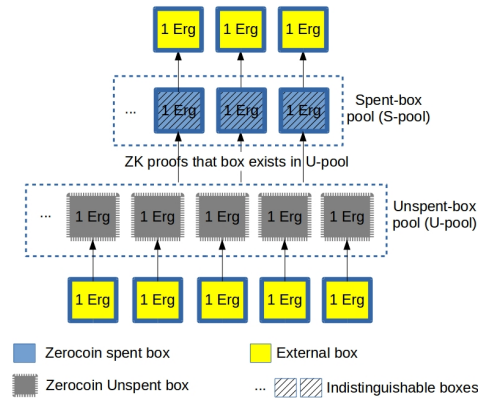 1 Erg 1 Erg 1 Erg
... 1 Erg 1 Erg 1 Erg
Spent-box
pool (S-pool)
ZK proofs that box exists in U-pool
... 1 Erg 1 Erg 1 Erg 1 Erg 1 Erg
Unspent-box
pool (U-pool)
1 Erg 1 Erg 1 Erg 1 Erg 1 Erg
Zerocoin spent box
External box
Zerocoin Unspent box
... Indistinguishable boxes